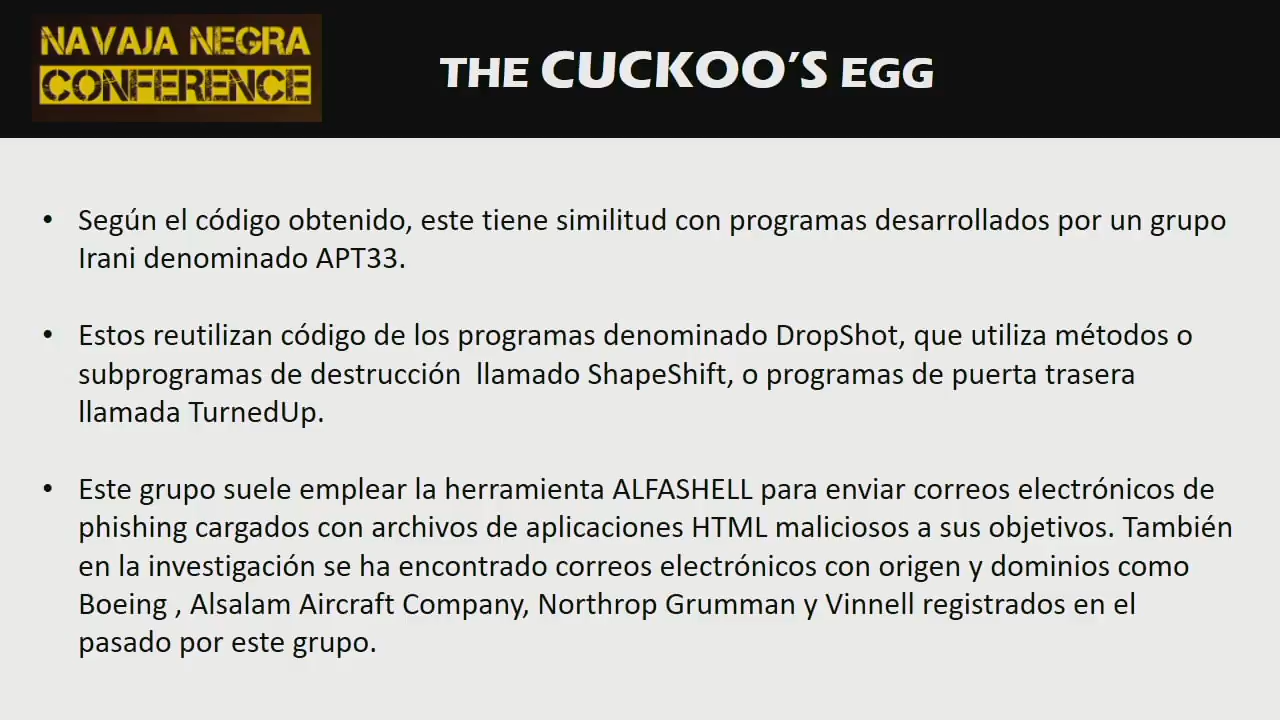 NAVAJA NEGRA
CONFERENCE
THE CUCKOO'S EGG
• Según el código obtenido, este tiene similitud con programas desarrollados por un grupo
Irani denominado APT33.
• Estos reutilizan código de los programas denominado DropShot, que utiliza métodos o
subprogramas de destrucción llamado ShapeShift, o programas de puerta trasera
llamada TurnedUp.
• Este grupo suele emplear la herramienta ALFASHELL para enviar correos electrónicos de
phishing cargados con archivos de aplicaciones HTML maliciosos a sus objetivos. También
en la investigación se ha encontrado correos electrónicos con origen y dominios como
Boeing , Alsalam Aircraft Company, Northrop Grumman y Vinnell registrados en el
pasado por este grupo.